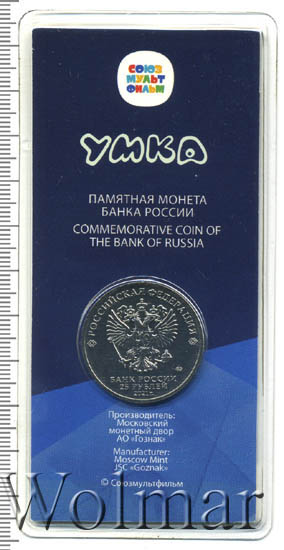 СОЮЗ
МУЛЬТ
ФИЛЬМ
УМКА
ПАМЯТНАЯ МОНЕТА
БАНКА РОССИИ
COMMEMORATIVE COIN OF
THE BANK OF RUSSIA
РОССИЙСКАЯ ФЕДЕРАЦИЯ
БАНК РОССИИ
25 РУБЛЕЙ
Производитель:
Московский
монетный двор
АО «Гознак»
Manufacturer:
Moscow Mint
JSC «Goznak»
© Союзмультфильм
Wolmar